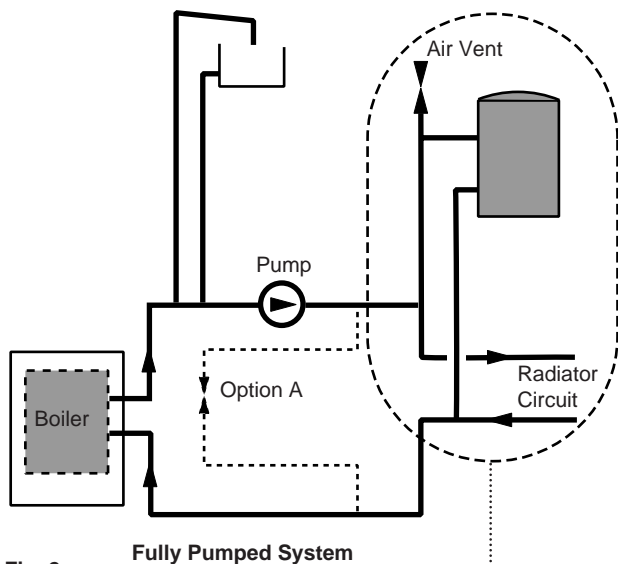 Air Vent
Pump
Option A
Radiator
Circuit
Boiler
Fully Pumped System